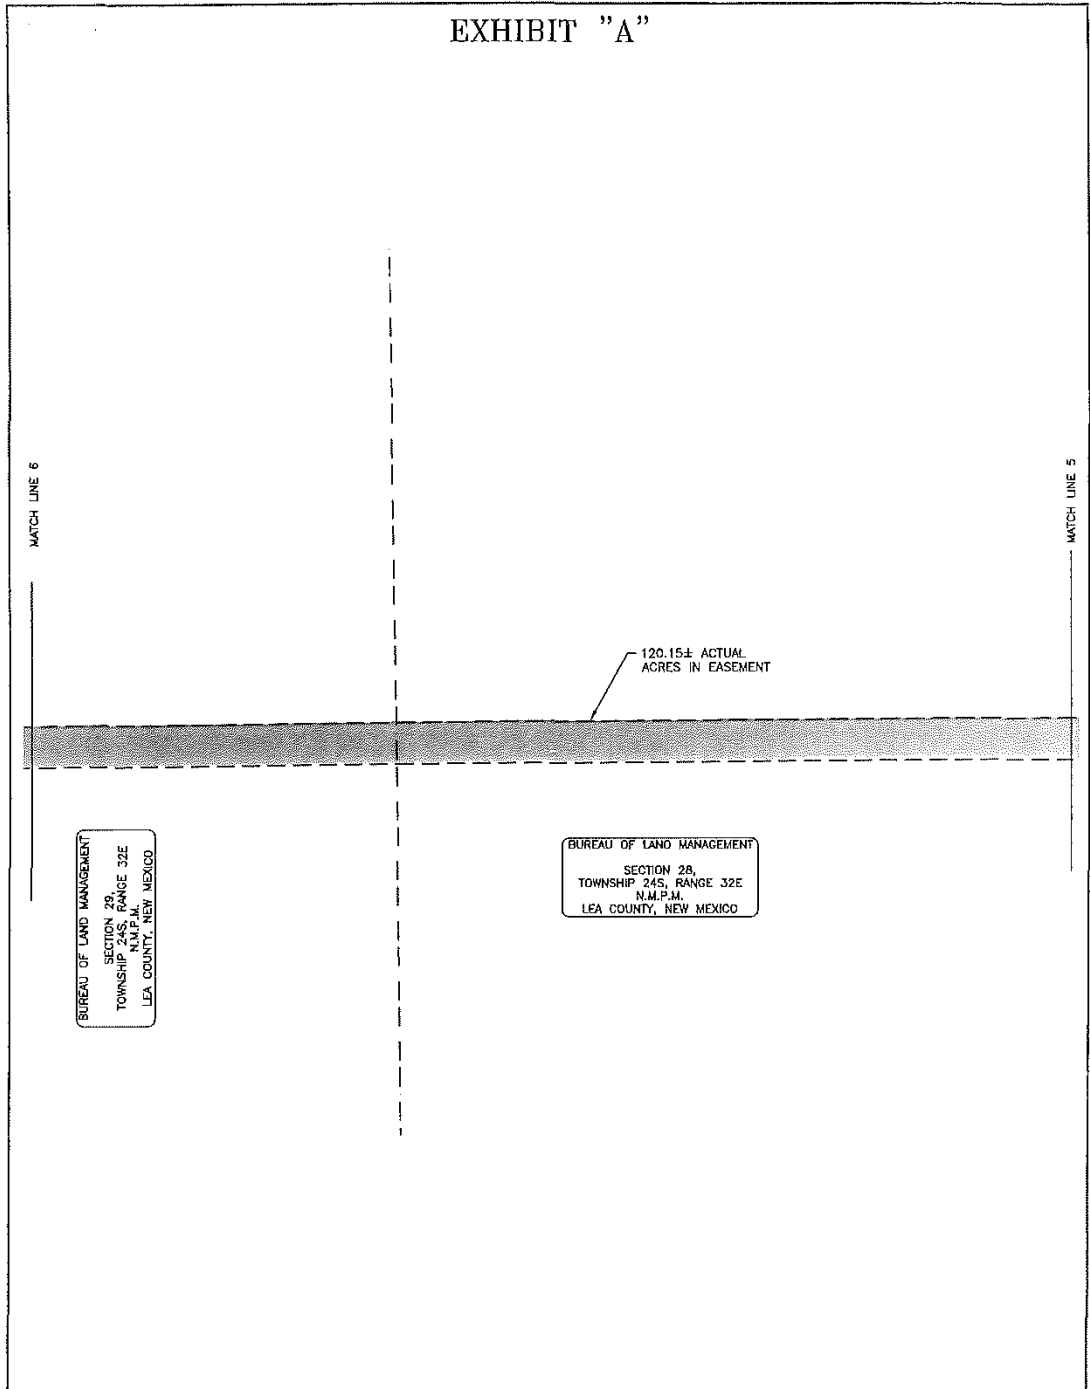 EXHIBIT "A"
MATCH LINE 6
MATCH LINE 5
120.15± ACTUAL
ACRES IN EASEMENT
BUREAU OF LAND MANAGEMENT
SECTION 29,
TOWNSHIP 24S, RANGE 32E
N.M.P.M.
LEA COUNTY, NEW MEXICO
BUREAU OF LAND MANAGEMENT
SECTION 28,
TOWNSHIP 24S, RANGE 32E
N.M.P.M.
LEA COUNTY, NEW MEXICO